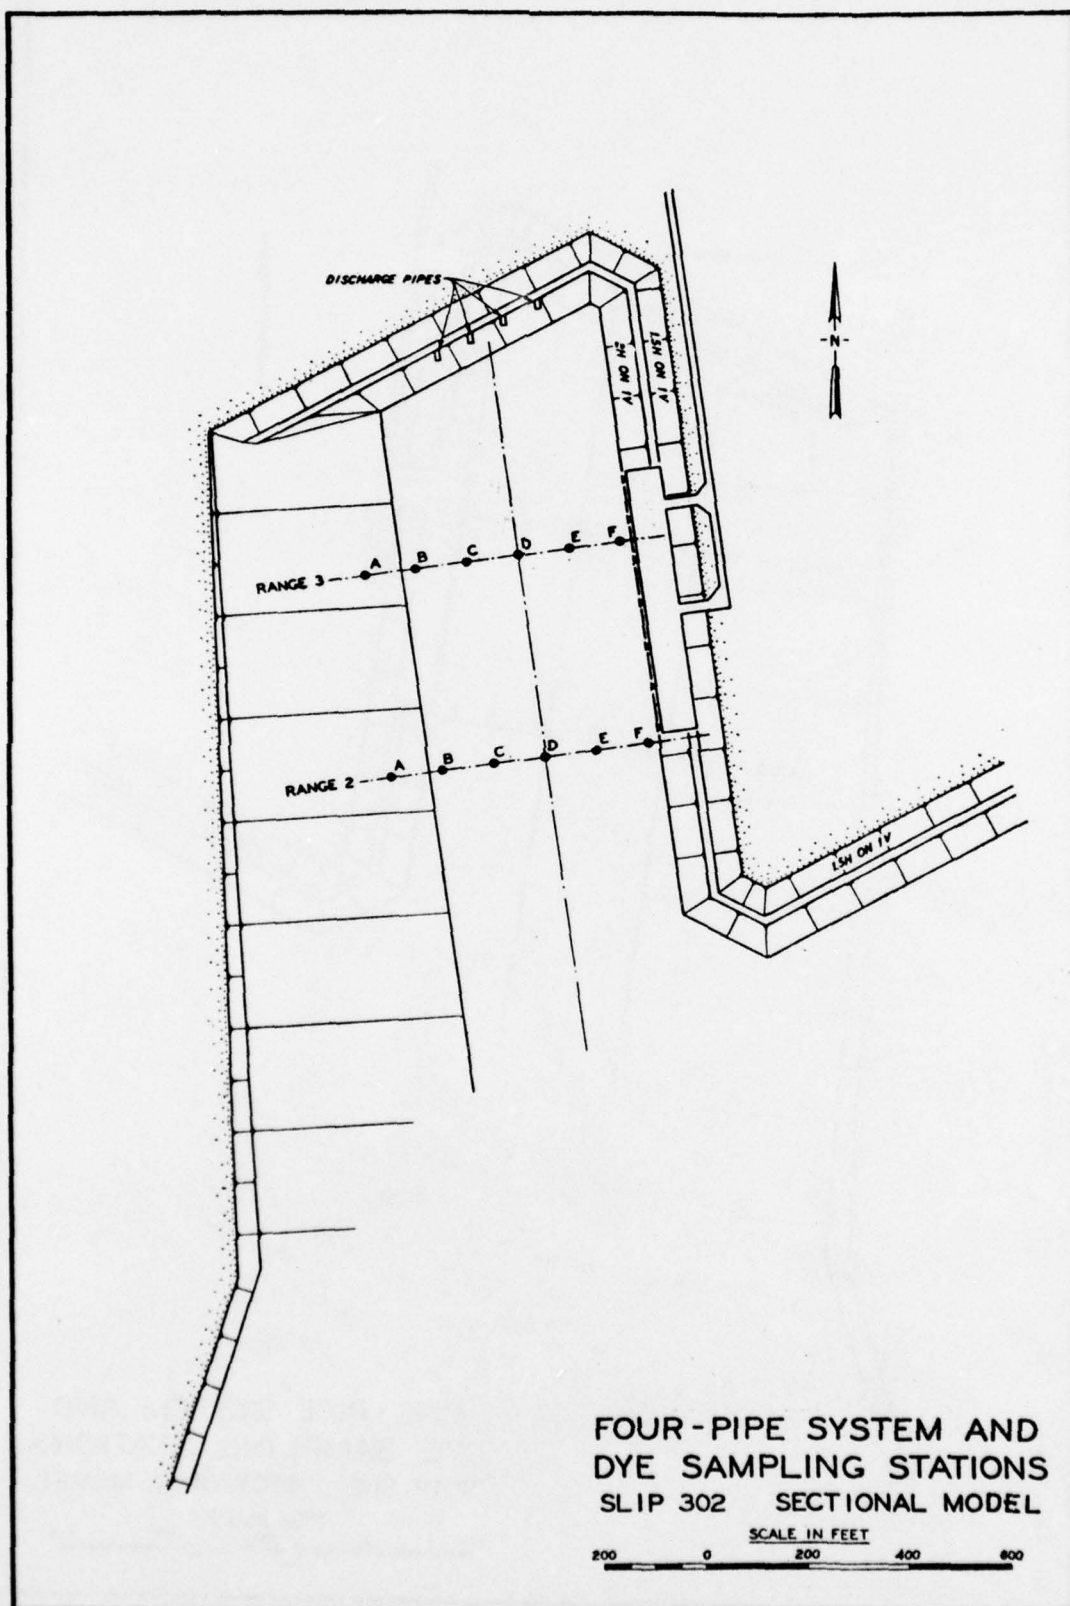 DISCHARGE PIPES
-N-
2H ON 1V
1.5H ON 1V
A B C D E F
RANGE 3
A B C D E F
RANGE 2
1.5H ON 1V
FOUR-PIPE SYSTEM AND
DYE SAMPLING STATIONS
SLIP 302 SECTIONAL MODEL
SCALE IN FEET
200 0 200 400 600